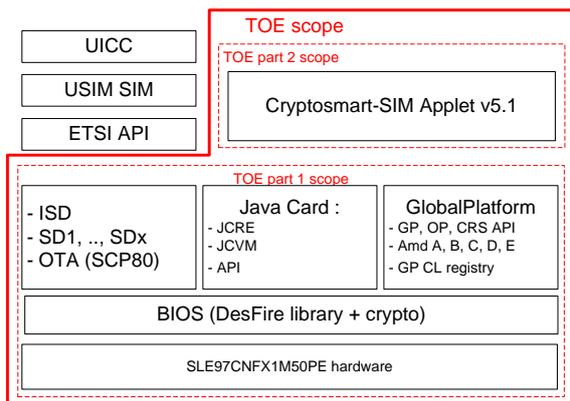 TOE scope
UICC
TOE part 2 scope
USIM SIM
Cryptosmart-SIM Applet v5.1
ETSI API
TOE part 1 scope
- ISD
- SD1, .., SDx
- OTA (SCP80)
Java Card :
- JCRE
- JCVM
- API
GlobalPlatform
- GP, OP, CRS API
- Amd A, B, C, D, E
- GP CL registry
BIOS (DesFire library + crypto)
SLE97CNFX1M50PE hardware